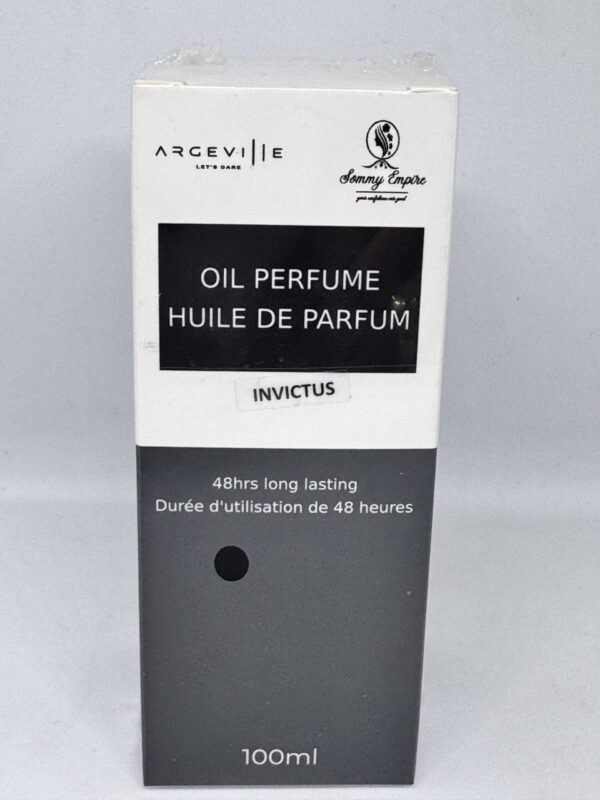 ARGEVILLE
LET'S DARE
Sommy Empire
OIL PERFUME
HUILE DE PARFUM
INVICTUS
48hrs long lasting
Durée d'utilisation de 48 heures
100ml